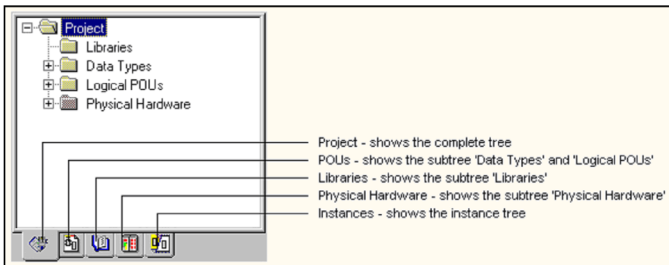 Project
Libraries
Data Types
Logical POUs
Physical Hardware
Project - shows the complete tree
POUs - shows the subtree 'Data Types' and 'Logical POUs'
Libraries - shows the subtree 'Libraries'
Physical Hardware - shows the subtree 'Physical Hardware'
Instances - shows the instance tree